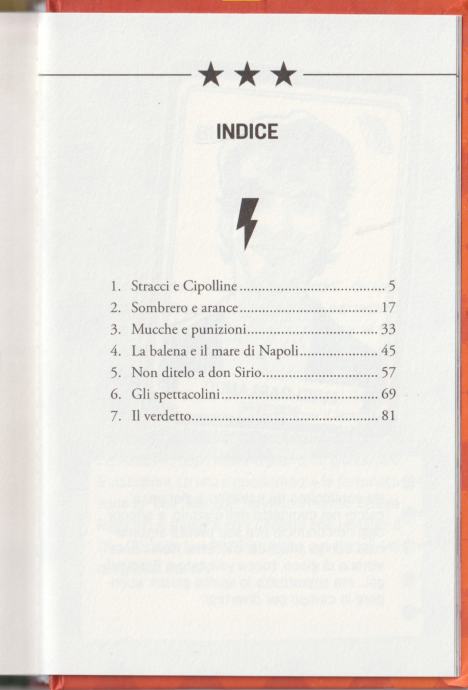 INDICE
1. Stracci e Cipolline .................................... 5
2. Sombrero e arance .................................. 17
3. Mucche e punizioni ................................ 33
4. La balena e il mare di Napoli ................... 45
5. Non ditelo a don Sirio ............................ 57
6. Gli spettacolini ...................................... 69
7. Il verdetto ............................................. 81